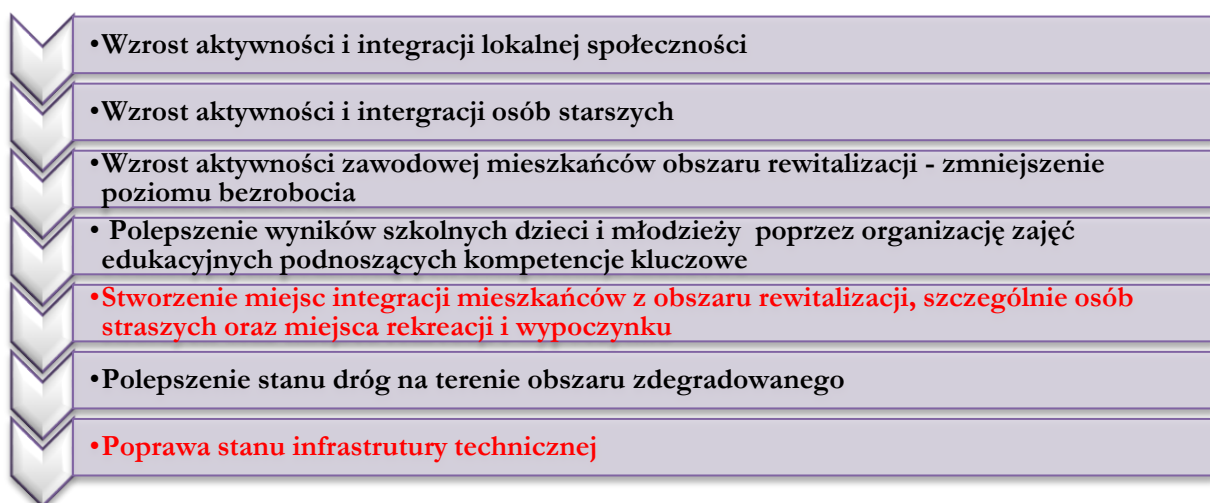 •Wzrost aktywności i integracji lokalnej społeczności
•Wzrost aktywności i intergracji osób starszych
•Wzrost aktywności zawodowej mieszkańców obszaru rewitalizacji - zmniejszenie
poziomu bezrobocia
• Polepszenie wyników szkolnych dzieci i młodzieży poprzez organizację zajęć
edukacyjnych podnoszących kompetencje kluczowe
•Stworzenie miejsc integracji mieszkańców z obszaru rewitalizacji, szczególnie osób
straszych oraz miejsca rekreacji i wypoczynku
•Polepszenie stanu dróg na terenie obszaru zdegradowanego
•Poprawa stanu infrastrutury technicznej